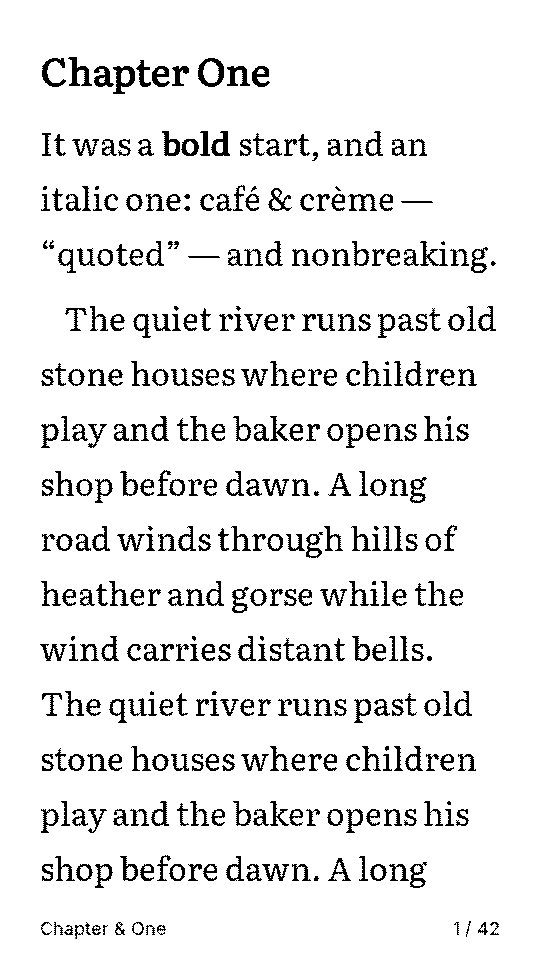 Chapter One
It was a bold start, and an
italic one: café & crème —
“quoted” — and nonbreaking.
The quiet river runs past old
stone houses where children
play and the baker opens his
shop before dawn. A long
road winds through hills of
heather and gorse while the
wind carries distant bells.
The quiet river runs past old
stone houses where children
play and the baker opens his
shop before dawn. A long
Chapter & One
1 / 42